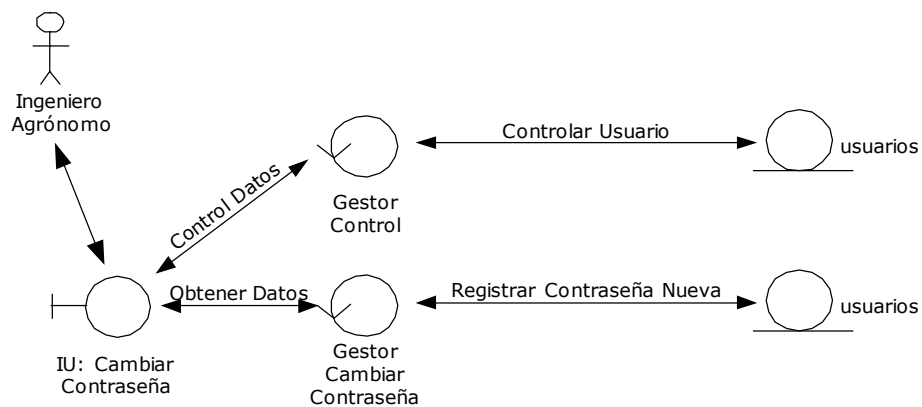 Ingeniero
Agrónomo
Controlar Usuario
usuarios
Control Datos
Gestor
Control
Obtener Datos
Registrar Contraseña Nueva
usuarios
IU: Cambiar
Contraseña
Gestor
Cambiar
Contraseña